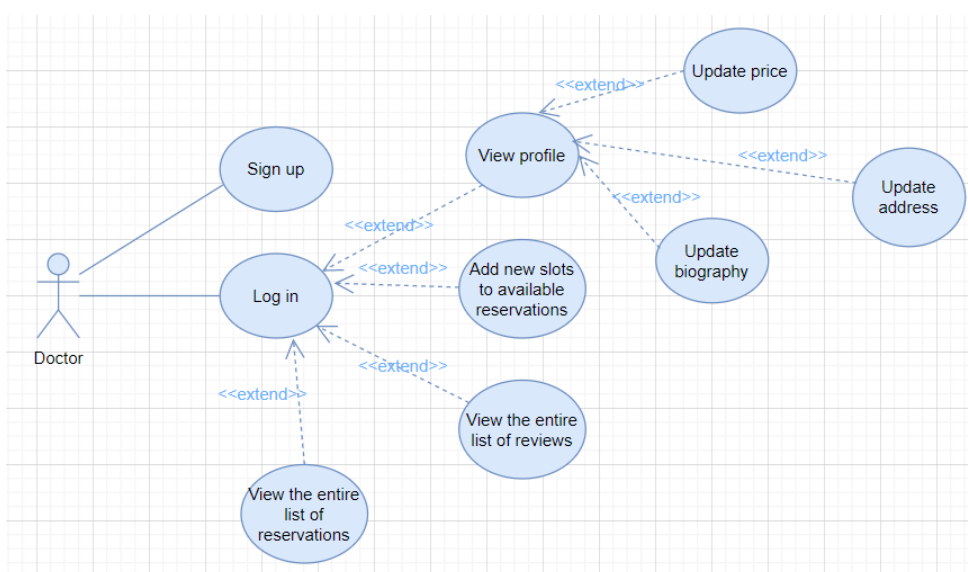 Update price
<<extend>>
View profile
<<extend>>
Sign up
Update
address
<<extend>>
<<extend>>
Update
biography
<<extend>>
Add new slots
to available
reservations
Log in
Doctor
<<extend>>
<<extend>>
View the entire
list of reviews
View the entire
list of
reservations